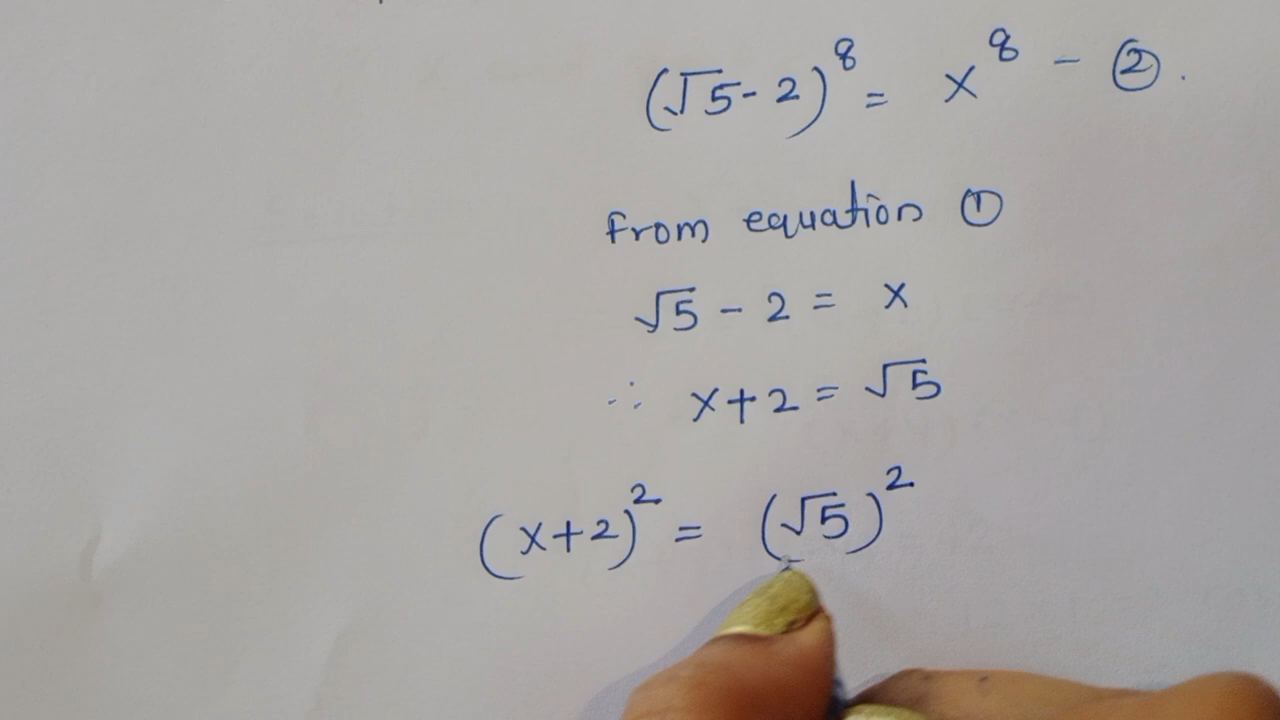 (√5-2)⁸ = x⁸ - ②.
From equation ①
√5 - 2 = x
∴ x+2 = √5
(x+2)² = (√5)²